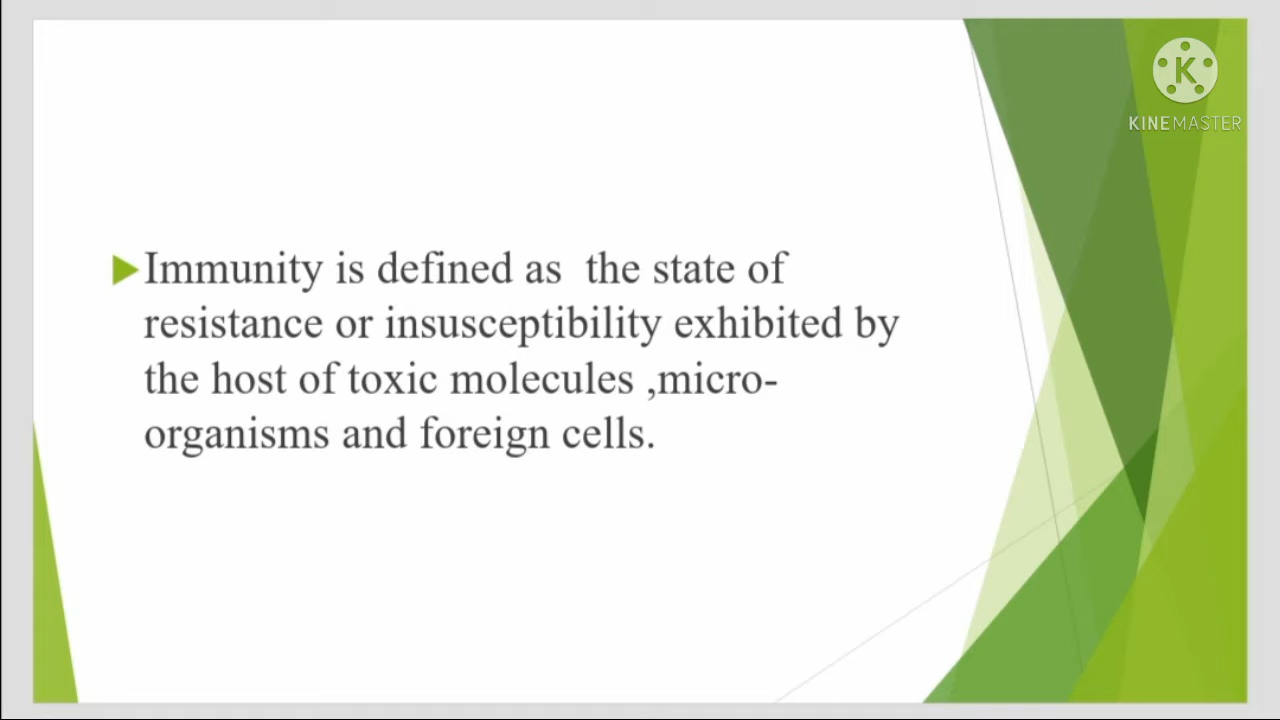 K
KINEMASTER
Immunity is defined as  the state of
resistance or insusceptibility exhibited by
the host of toxic molecules ,micro-
organisms and foreign cells.